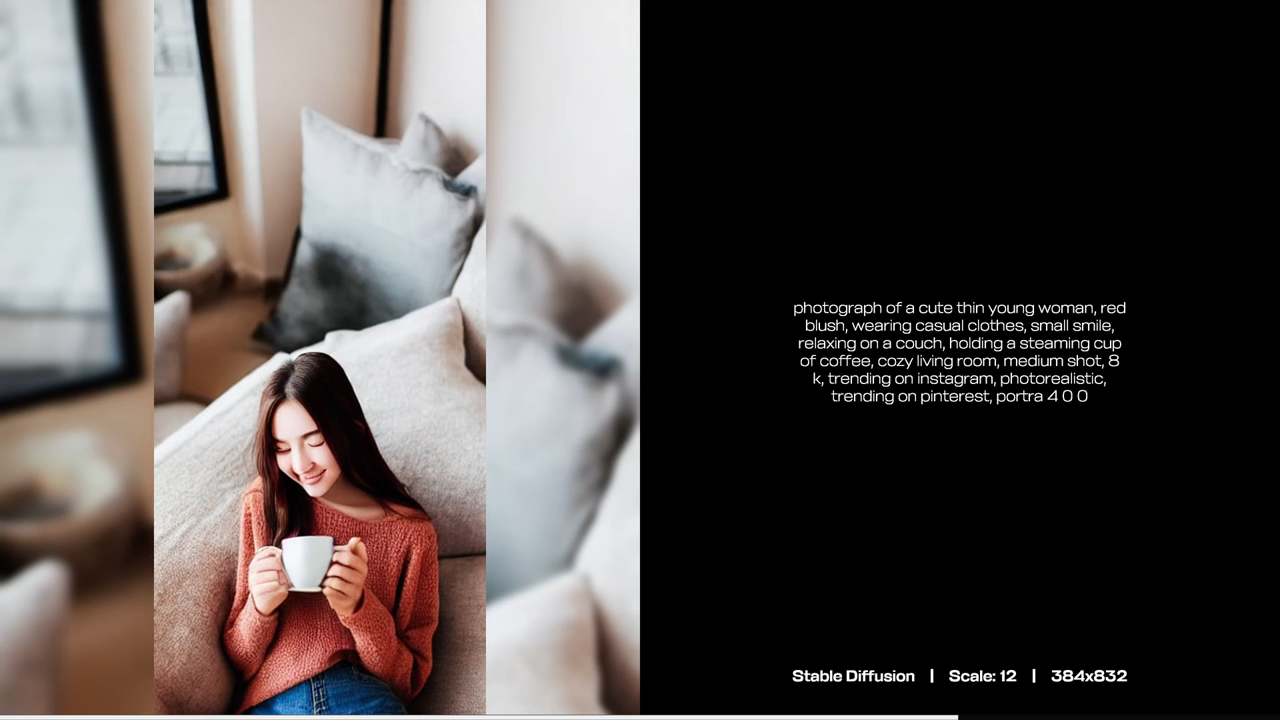 photograph of a cute thin young woman, red
blush, wearing casual clothes, small smile,
relaxing on a couch, holding a steaming cup
of coffee, cozy living room, medium shot, 8
k, trending on instagram, photorealistic,
trending on pinterest, portra 4 0 0
Stable Diffusion | Scale: 12 | 384x832